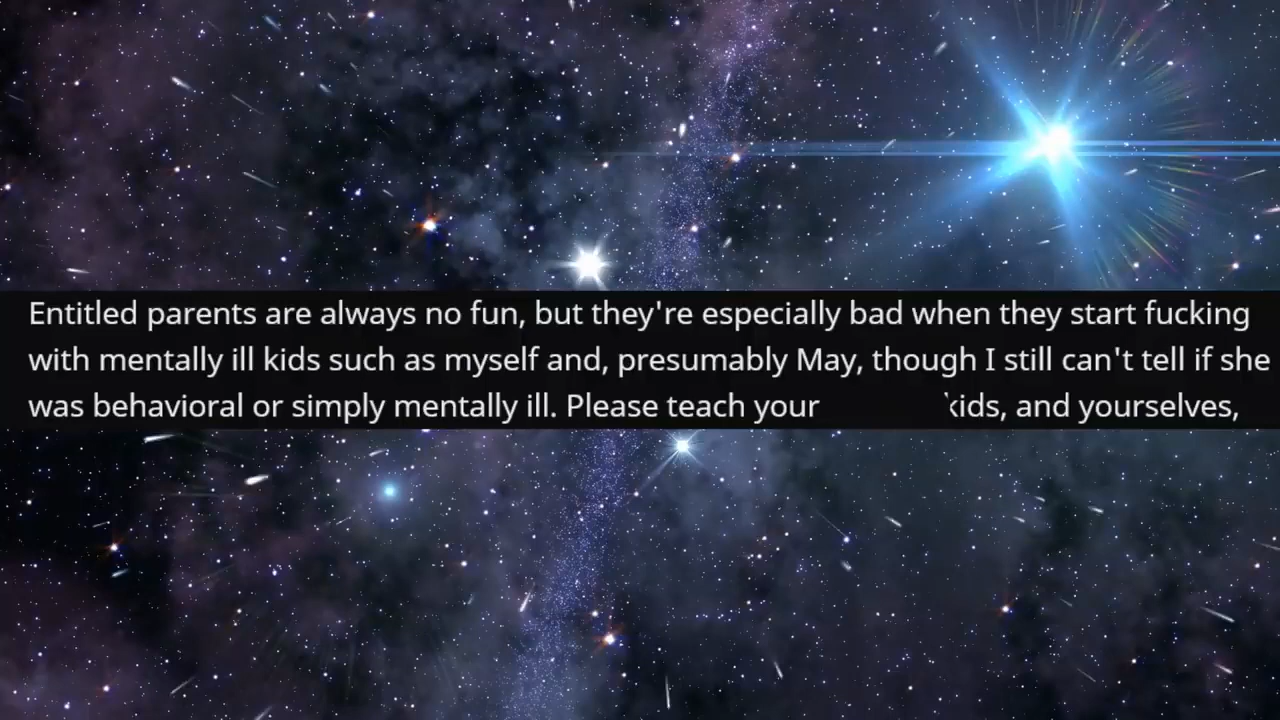 Entitled parents are always no fun, but they're especially bad when they start fucking
with mentally ill kids such as myself and, presumably May, though I still can't tell if she
was behavioral or simply mentally ill. Please teach your kids, and yourselves,